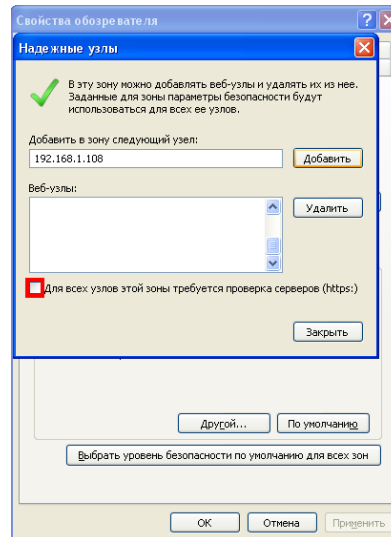 Свойства обозревателя
Надежные узлы
В эту зону можно добавлять веб-узлы и удалять их из нее.
Заданные для зоны параметры безопасности будут
использоваться для всех ее узлов.
Добавить в зону следующий узел:
192.168.1.108
Добавить
Веб-узлы:
Удалить
Для всех узлов этой зоны требуется проверка серверов (https:)
Закрыть
Другой...
По умолчанию
Выбрать уровень безопасности по умолчанию для всех зон
OK
Отмена
Применить